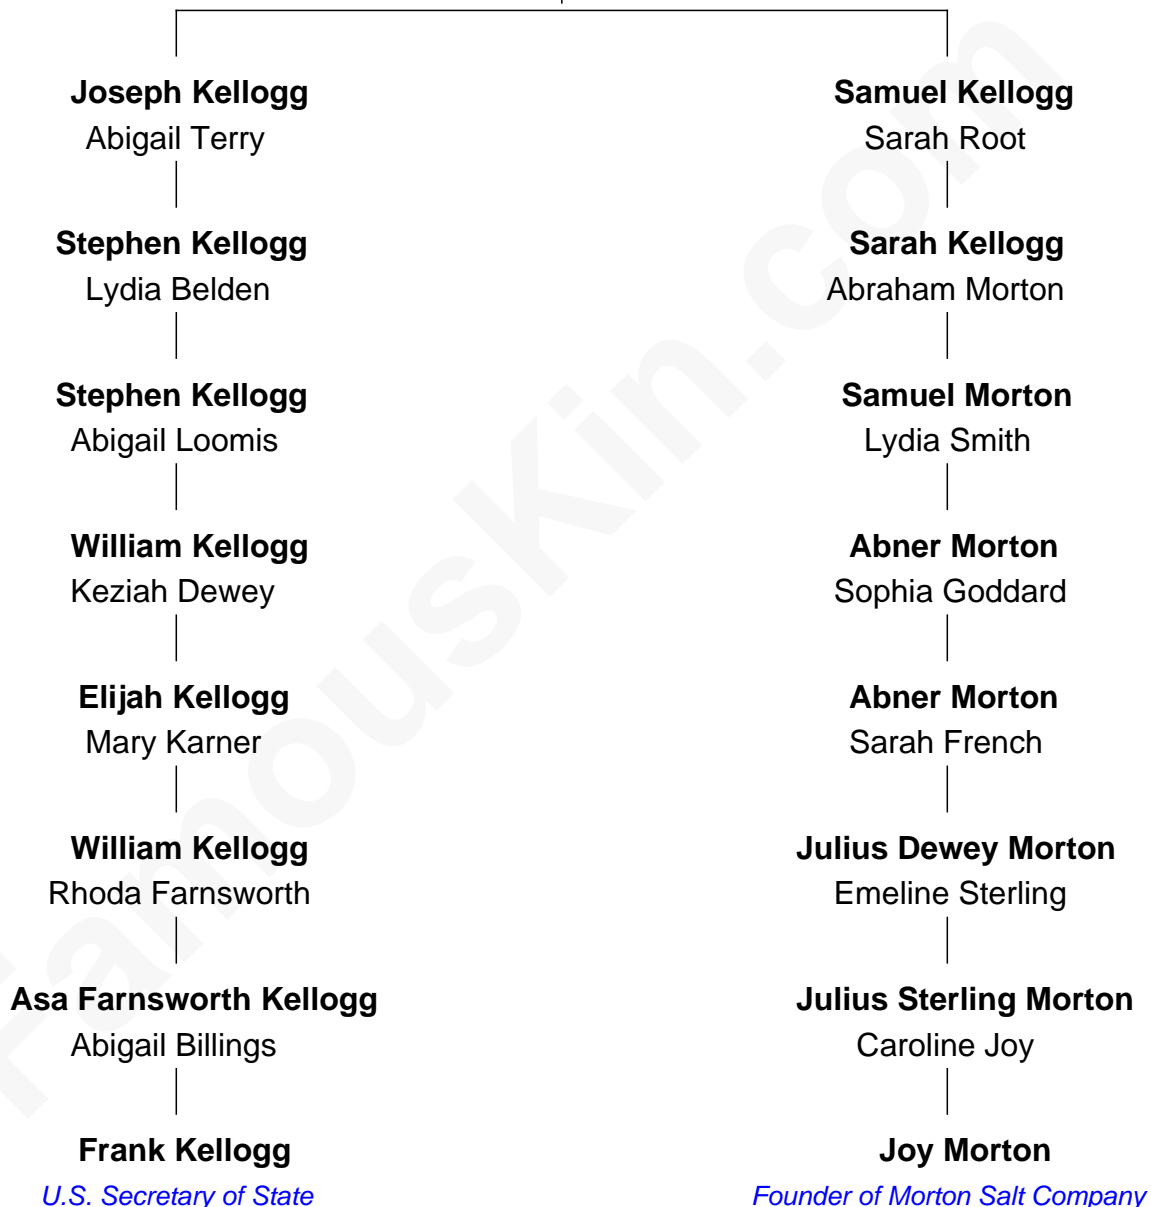 Joseph Kellogg
Abigail Terry
Stephen Kellogg
Lydia Belden
Stephen Kellogg
Abigail Loomis
William Kellogg
Keziah Dewey
Elijah Kellogg
Mary Karner
William Kellogg
Rhoda Farnsworth
Asa Farnsworth Kellogg
Abigail Billings
Frank Kellogg
U.S. Secretary of State
Samuel Kellogg
Sarah Root
Sarah Kellogg
Abraham Morton
Samuel Morton
Lydia Smith
Abner Morton
Sophia Goddard
Abner Morton
Sarah French
Julius Dewey Morton
Emeline Sterling
Julius Sterling Morton
Caroline Joy
Joy Morton
Founder of Morton Salt Company
FamousKin.com